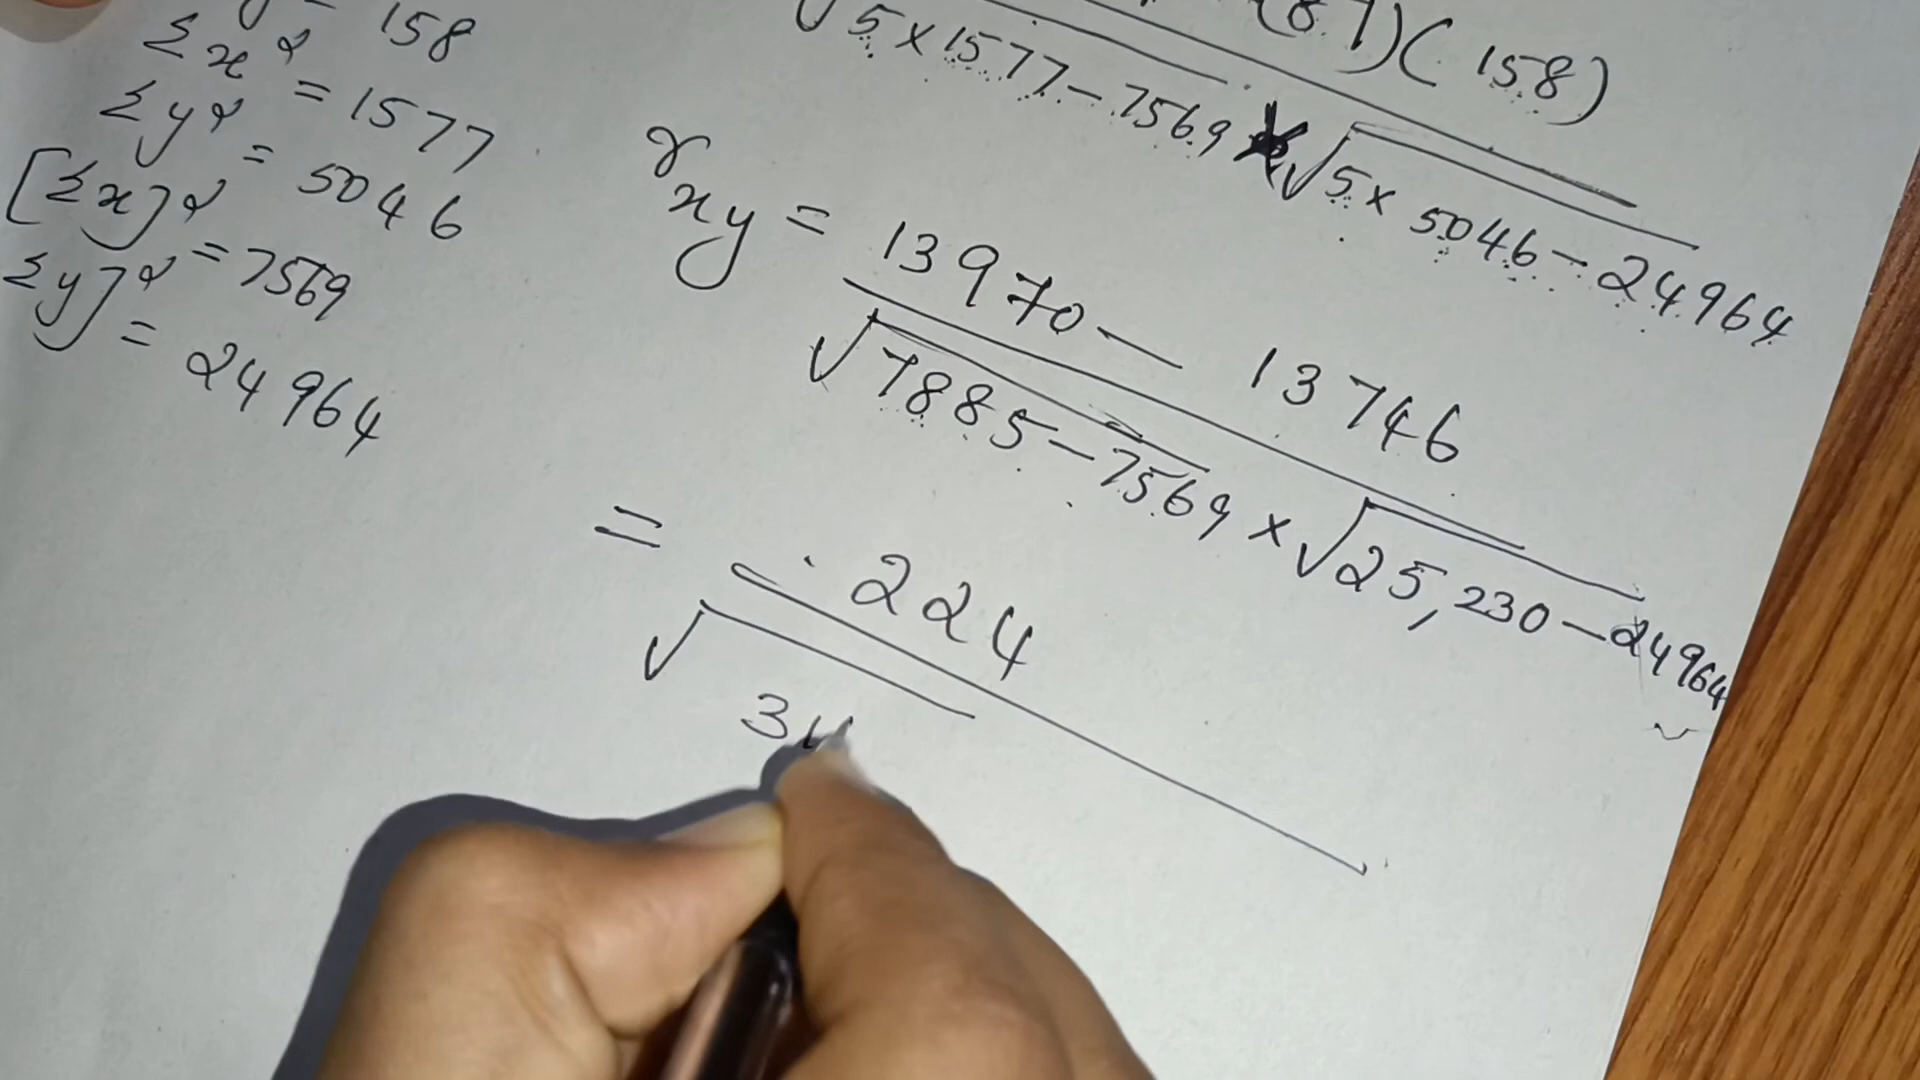 158
Σx² = 1577
Σy² = 5046
[Σx]² = 7569
Σy]² = 24964
(87)(158)
√5×1577-7569 √5×5046-24964
rxy = 13970 - 13746
√7885-7569 × √25,230-24964
= 224
√3